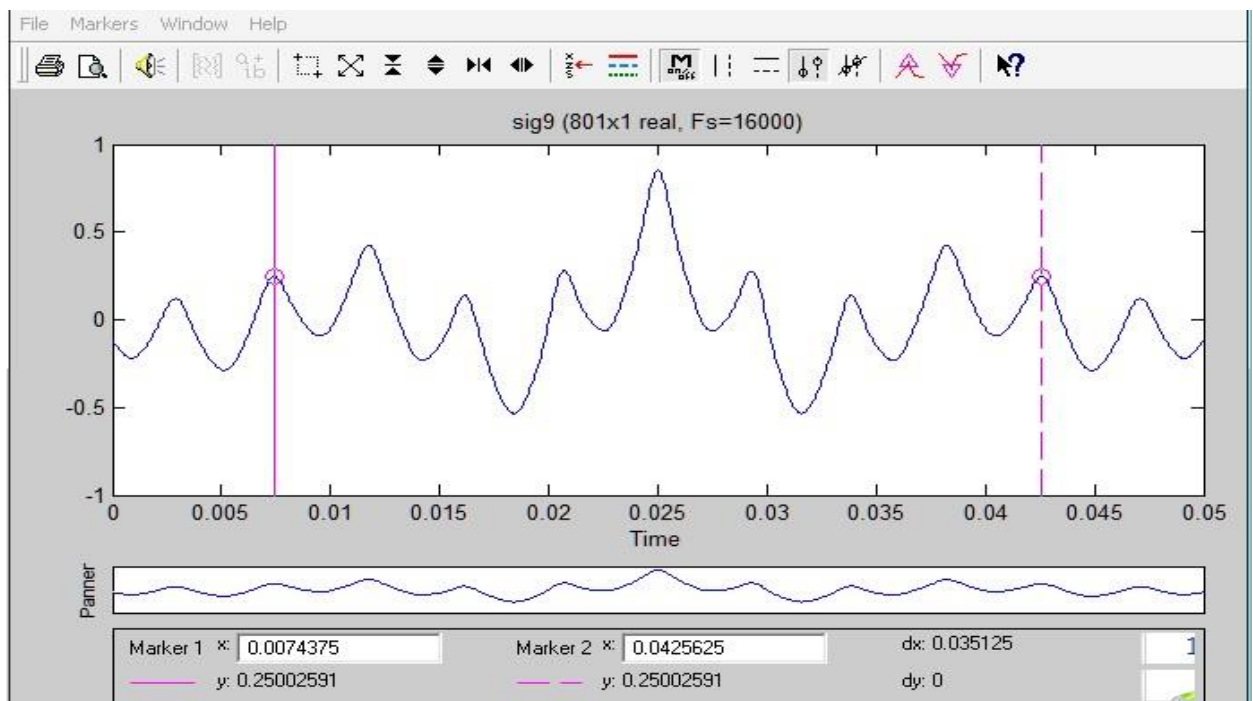 File Markers Window Help
sig9 (801x1 real, Fs=16000)
1
0.5
0
-0.5
-1
0 0.005 0.01 0.015 0.02 0.025 0.03 0.035 0.04 0.045 0.05
Time
Panner
Marker 1 x: 0.0074375 Marker 2 x: 0.0425625 dx: 0.035125 1
y: 0.25002591 y: 0.25002591 dy: 0